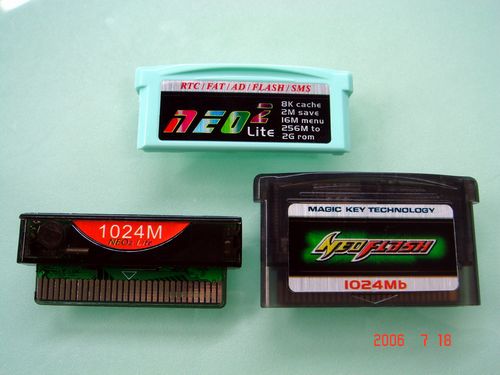 RTC / FAT / AD / FLASH / SMS
NEO2
Lite
8K cache
2M save
16M menu
256M to
2G rom
1024M
NEO2 Lite
MAGIC KEY TECHNOLOGY
NEOFLASH
1024Mb
2006 7 18